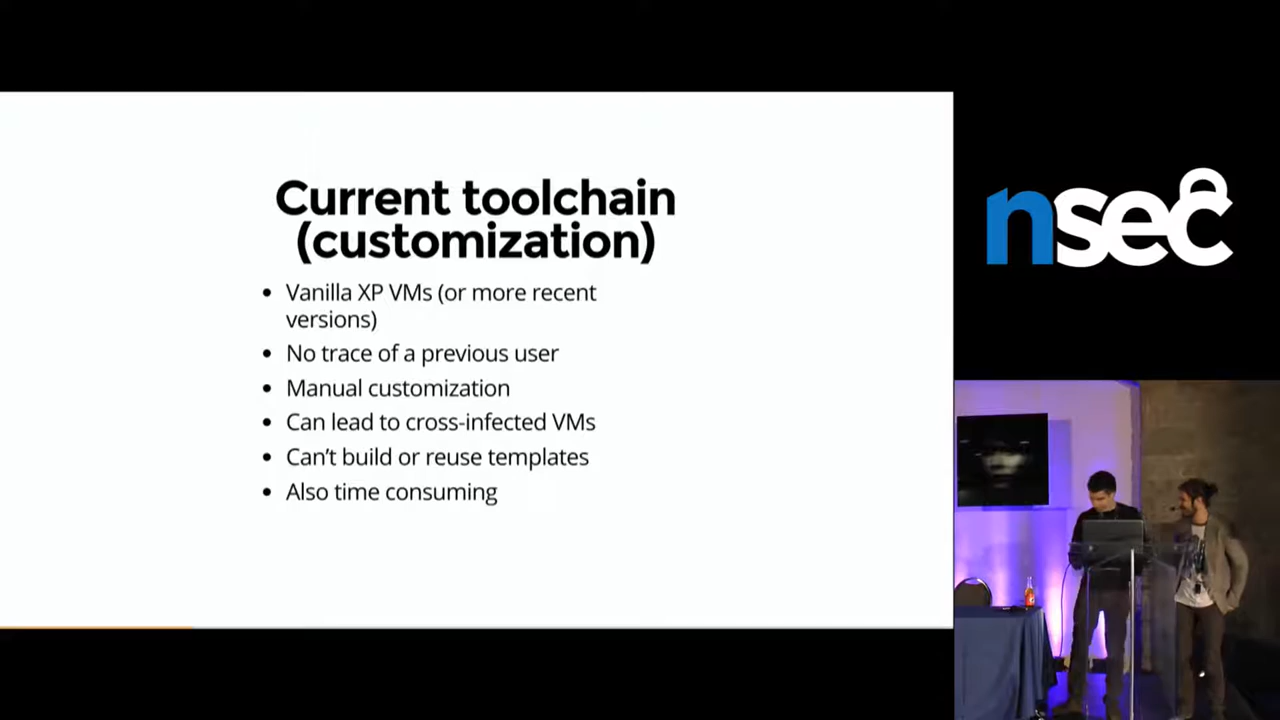 Current toolchain
(customization)
• Vanilla XP VMs (or more recent
versions)
• No trace of a previous user
• Manual customization
• Can lead to cross-infected VMs
• Can’t build or reuse templates
• Also time consuming
nsec